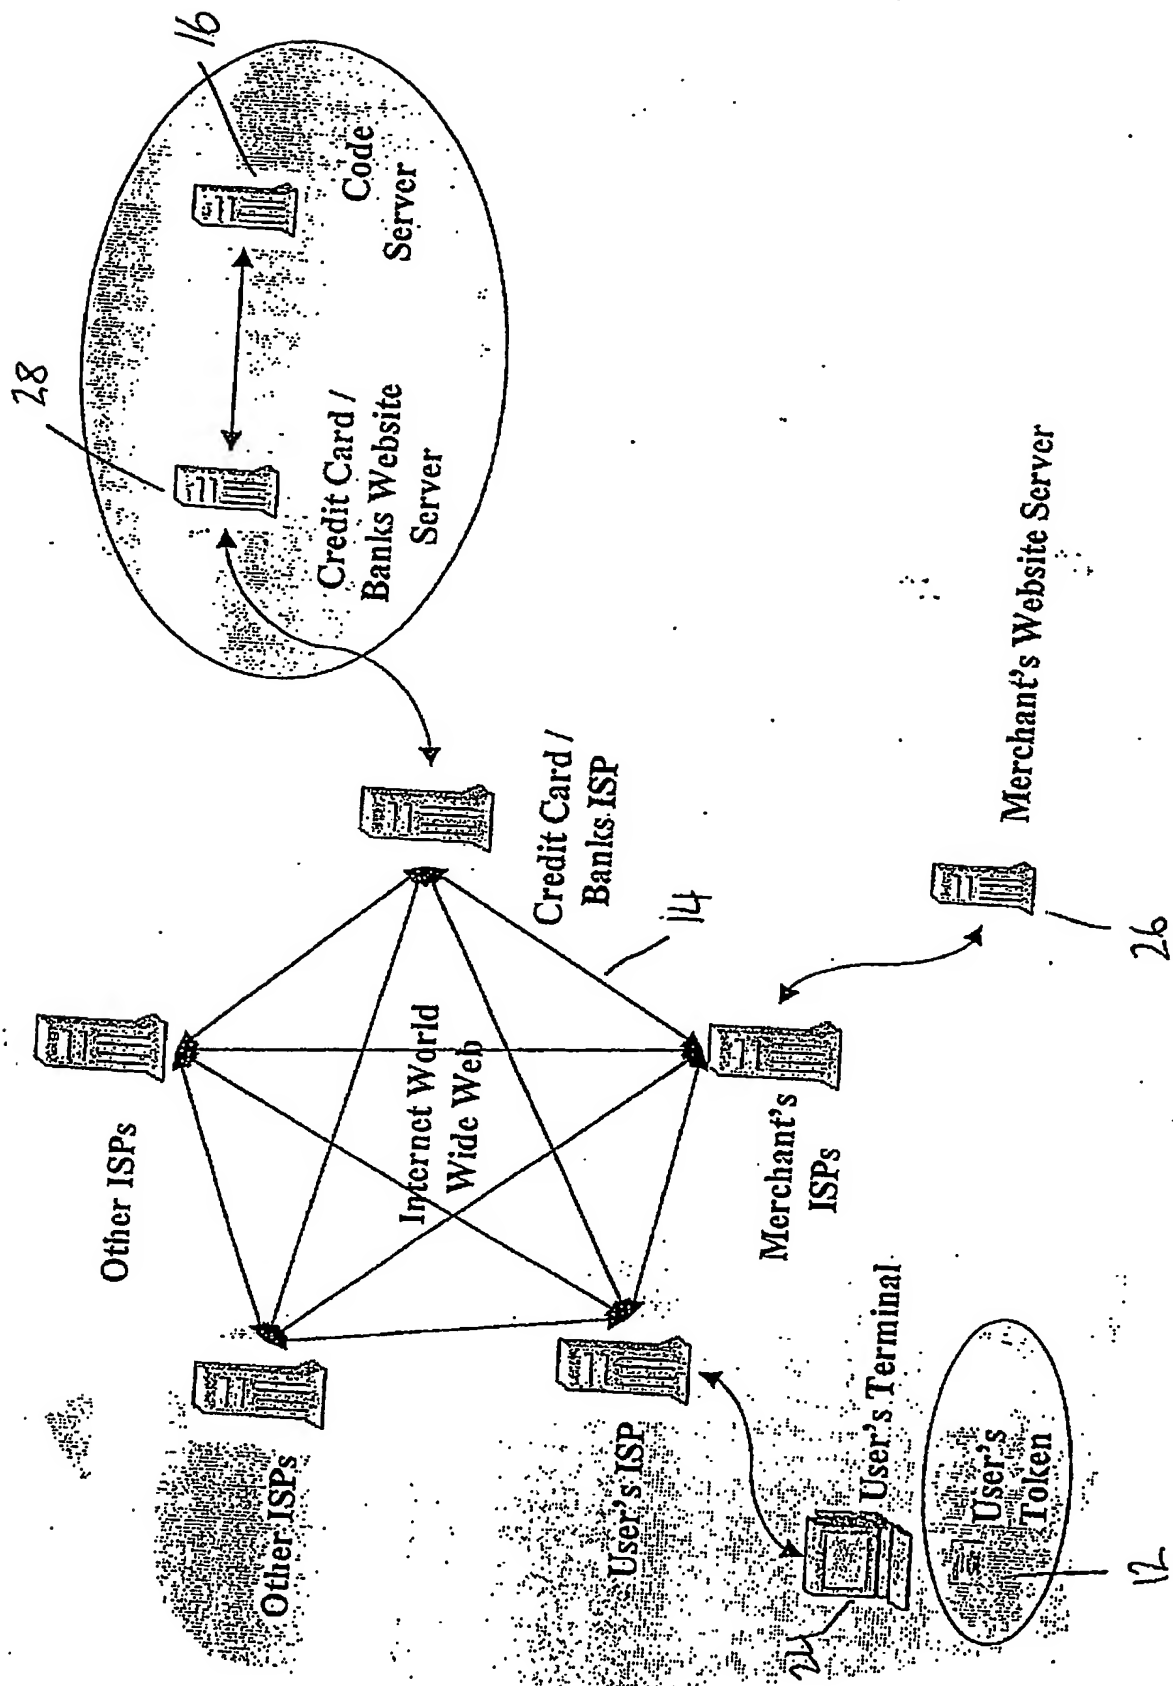 16
28
Code
Server
Credit Card /
Banks Website
Server
Credit Card /
Banks ISP
14
Merchant's Website Server
26
Other ISPs
Internet World
Wide Web
Merchant's
ISPs
Other ISPs
User's ISP
User's Terminal
24
User's
Token
12